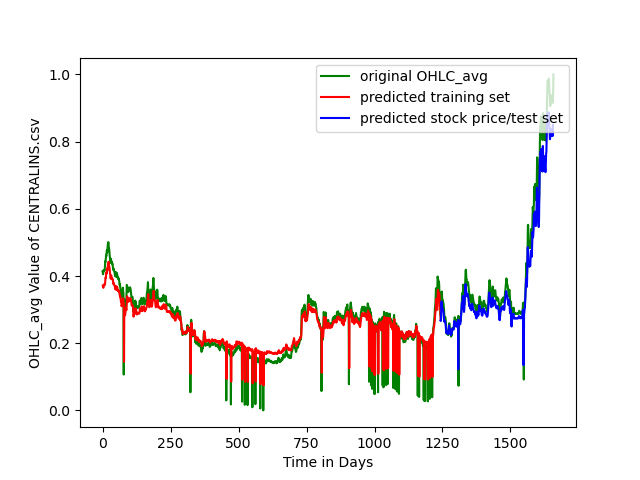 original OHLC_avg
predicted training set
predicted stock price/test set
OHLC_avg Value of CENTRALINS.csv
1.0
0.8
0.6
0.4
0.2
0.0
0 250 500 750 1000 1250 1500
Time in Days